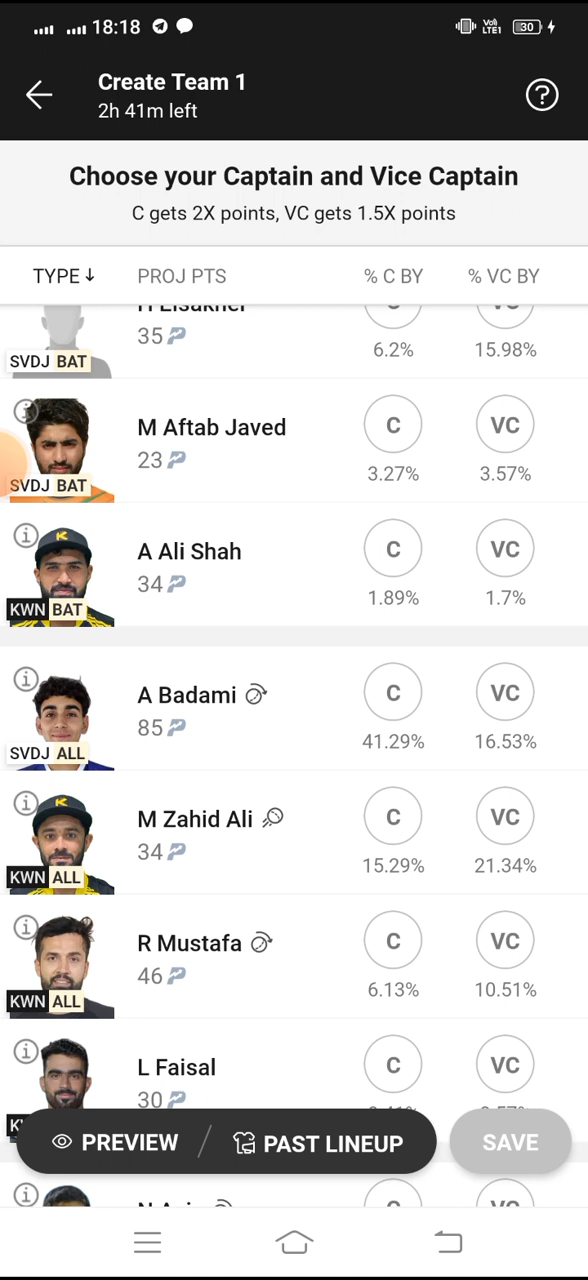 18:18 Vo) LTE1 30
Create Team 1
2h 41m left
Choose your Captain and Vice Captain
C gets 2X points, VC gets 1.5X points
TYPE↓ PROJ PTS % C BY % VC BY
35
6.2% 15.98%
SVDJ BAT
M Aftab Javed C VC
23
3.27% 3.57%
SVDJ BAT
A Ali Shah C VC
34
1.89% 1.7%
KWN BAT
A Badami C VC
85
41.29% 16.53%
SVDJ ALL
M Zahid Ali C VC
34
15.29% 21.34%
KWN ALL
R Mustafa C VC
46
6.13% 10.51%
KWN ALL
L Faisal C VC
30
PREVIEW / PAST LINEUP SAVE